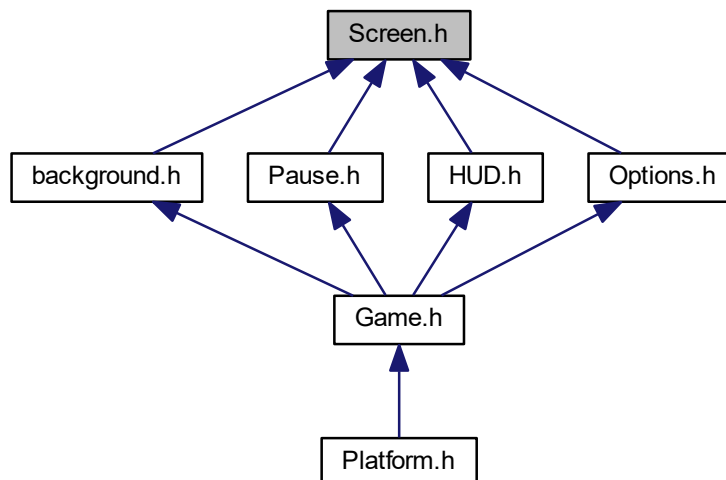 Screen.h
background.h
Pause.h
HUD.h
Options.h
Game.h
Platform.h